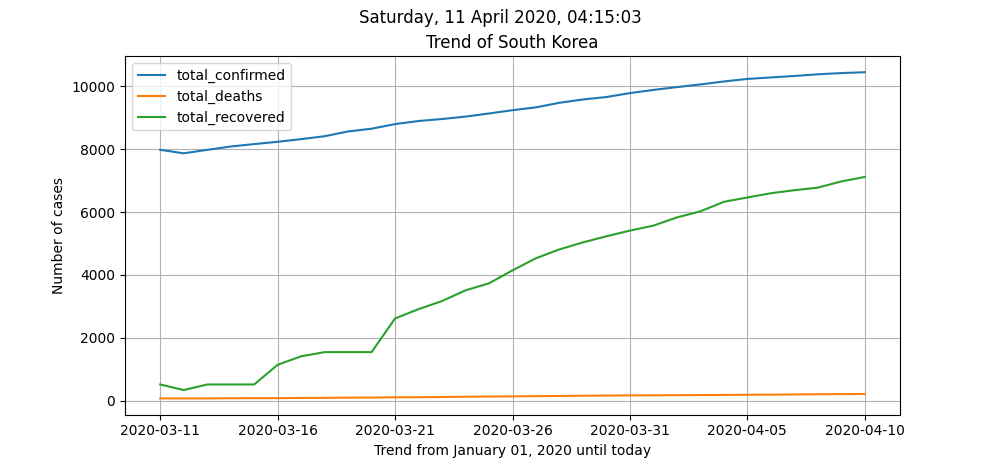 Saturday, 11 April 2020, 04:15:03
Trend of South Korea
total_confirmed
total_deaths
total_recovered
Number of cases
10000
8000
6000
4000
2000
0
2020-03-11 2020-03-16 2020-03-21 2020-03-26 2020-03-31 2020-04-05 2020-04-10
Trend from January 01, 2020 until today